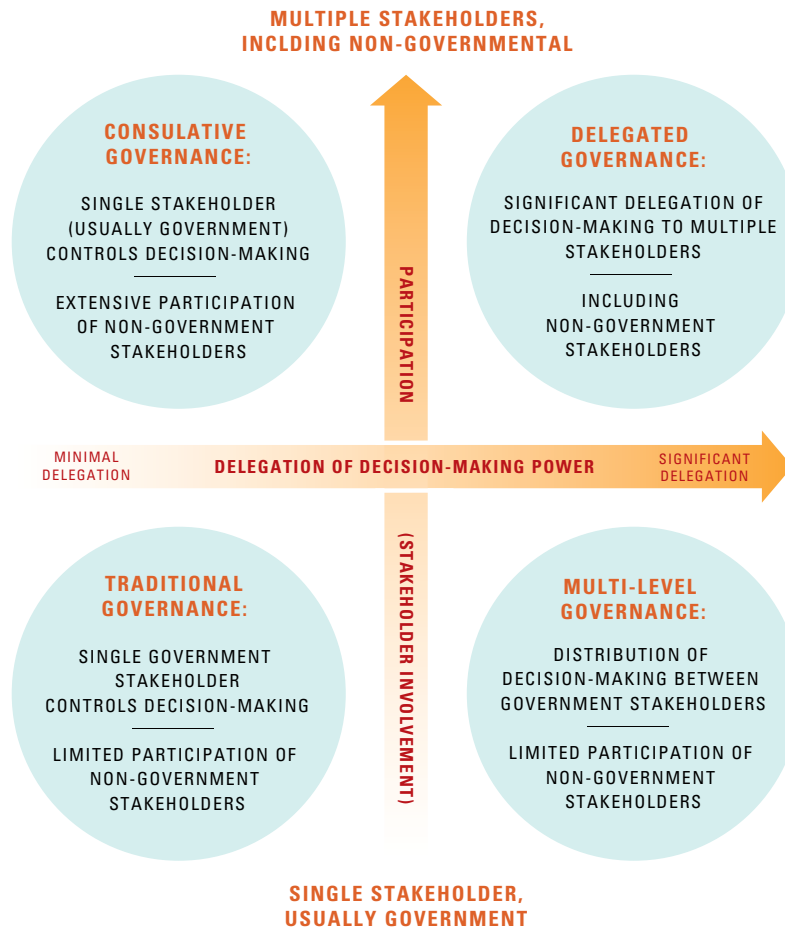 MULTIPLE STAKEHOLDERS,
INCLDING NON-GOVERNMENTAL
CONSULATIVE
GOVERNANCE:
SINGLE STAKEHOLDER
(USUALLY GOVERNMENT)
CONTROLS DECISION-MAKING
EXTENSIVE PARTICIPATION
OF NON-GOVERNMENT
STAKEHOLDERS
DELEGATED
GOVERNANCE:
SIGNIFICANT DELEGATION OF
DECISION-MAKING TO MULTIPLE
STAKEHOLDERS
INCLUDING
NON-GOVERNMENT
STAKEHOLDERS
PARTICIPATION
MINIMAL
DELEGATION
DELEGATION OF DECISION-MAKING POWER
SIGNIFICANT
DELEGATION
(STAKEHOLDER INVOLVEMENT)
TRADITIONAL
GOVERNANCE:
SINGLE GOVERNMENT
STAKEHOLDER
CONTROLS DECISION-MAKING
LIMITED PARTICIPATION OF
NON-GOVERNMENT
STAKEHOLDERS
MULTI-LEVEL
GOVERNANCE:
DISTRIBUTION OF
DECISION-MAKING BETWEEN
GOVERNMENT STAKEHOLDERS
LIMITED PARTICIPATION OF
NON-GOVERNMENT
STAKEHOLDERS
SINGLE STAKEHOLDER,
USUALLY GOVERNMENT